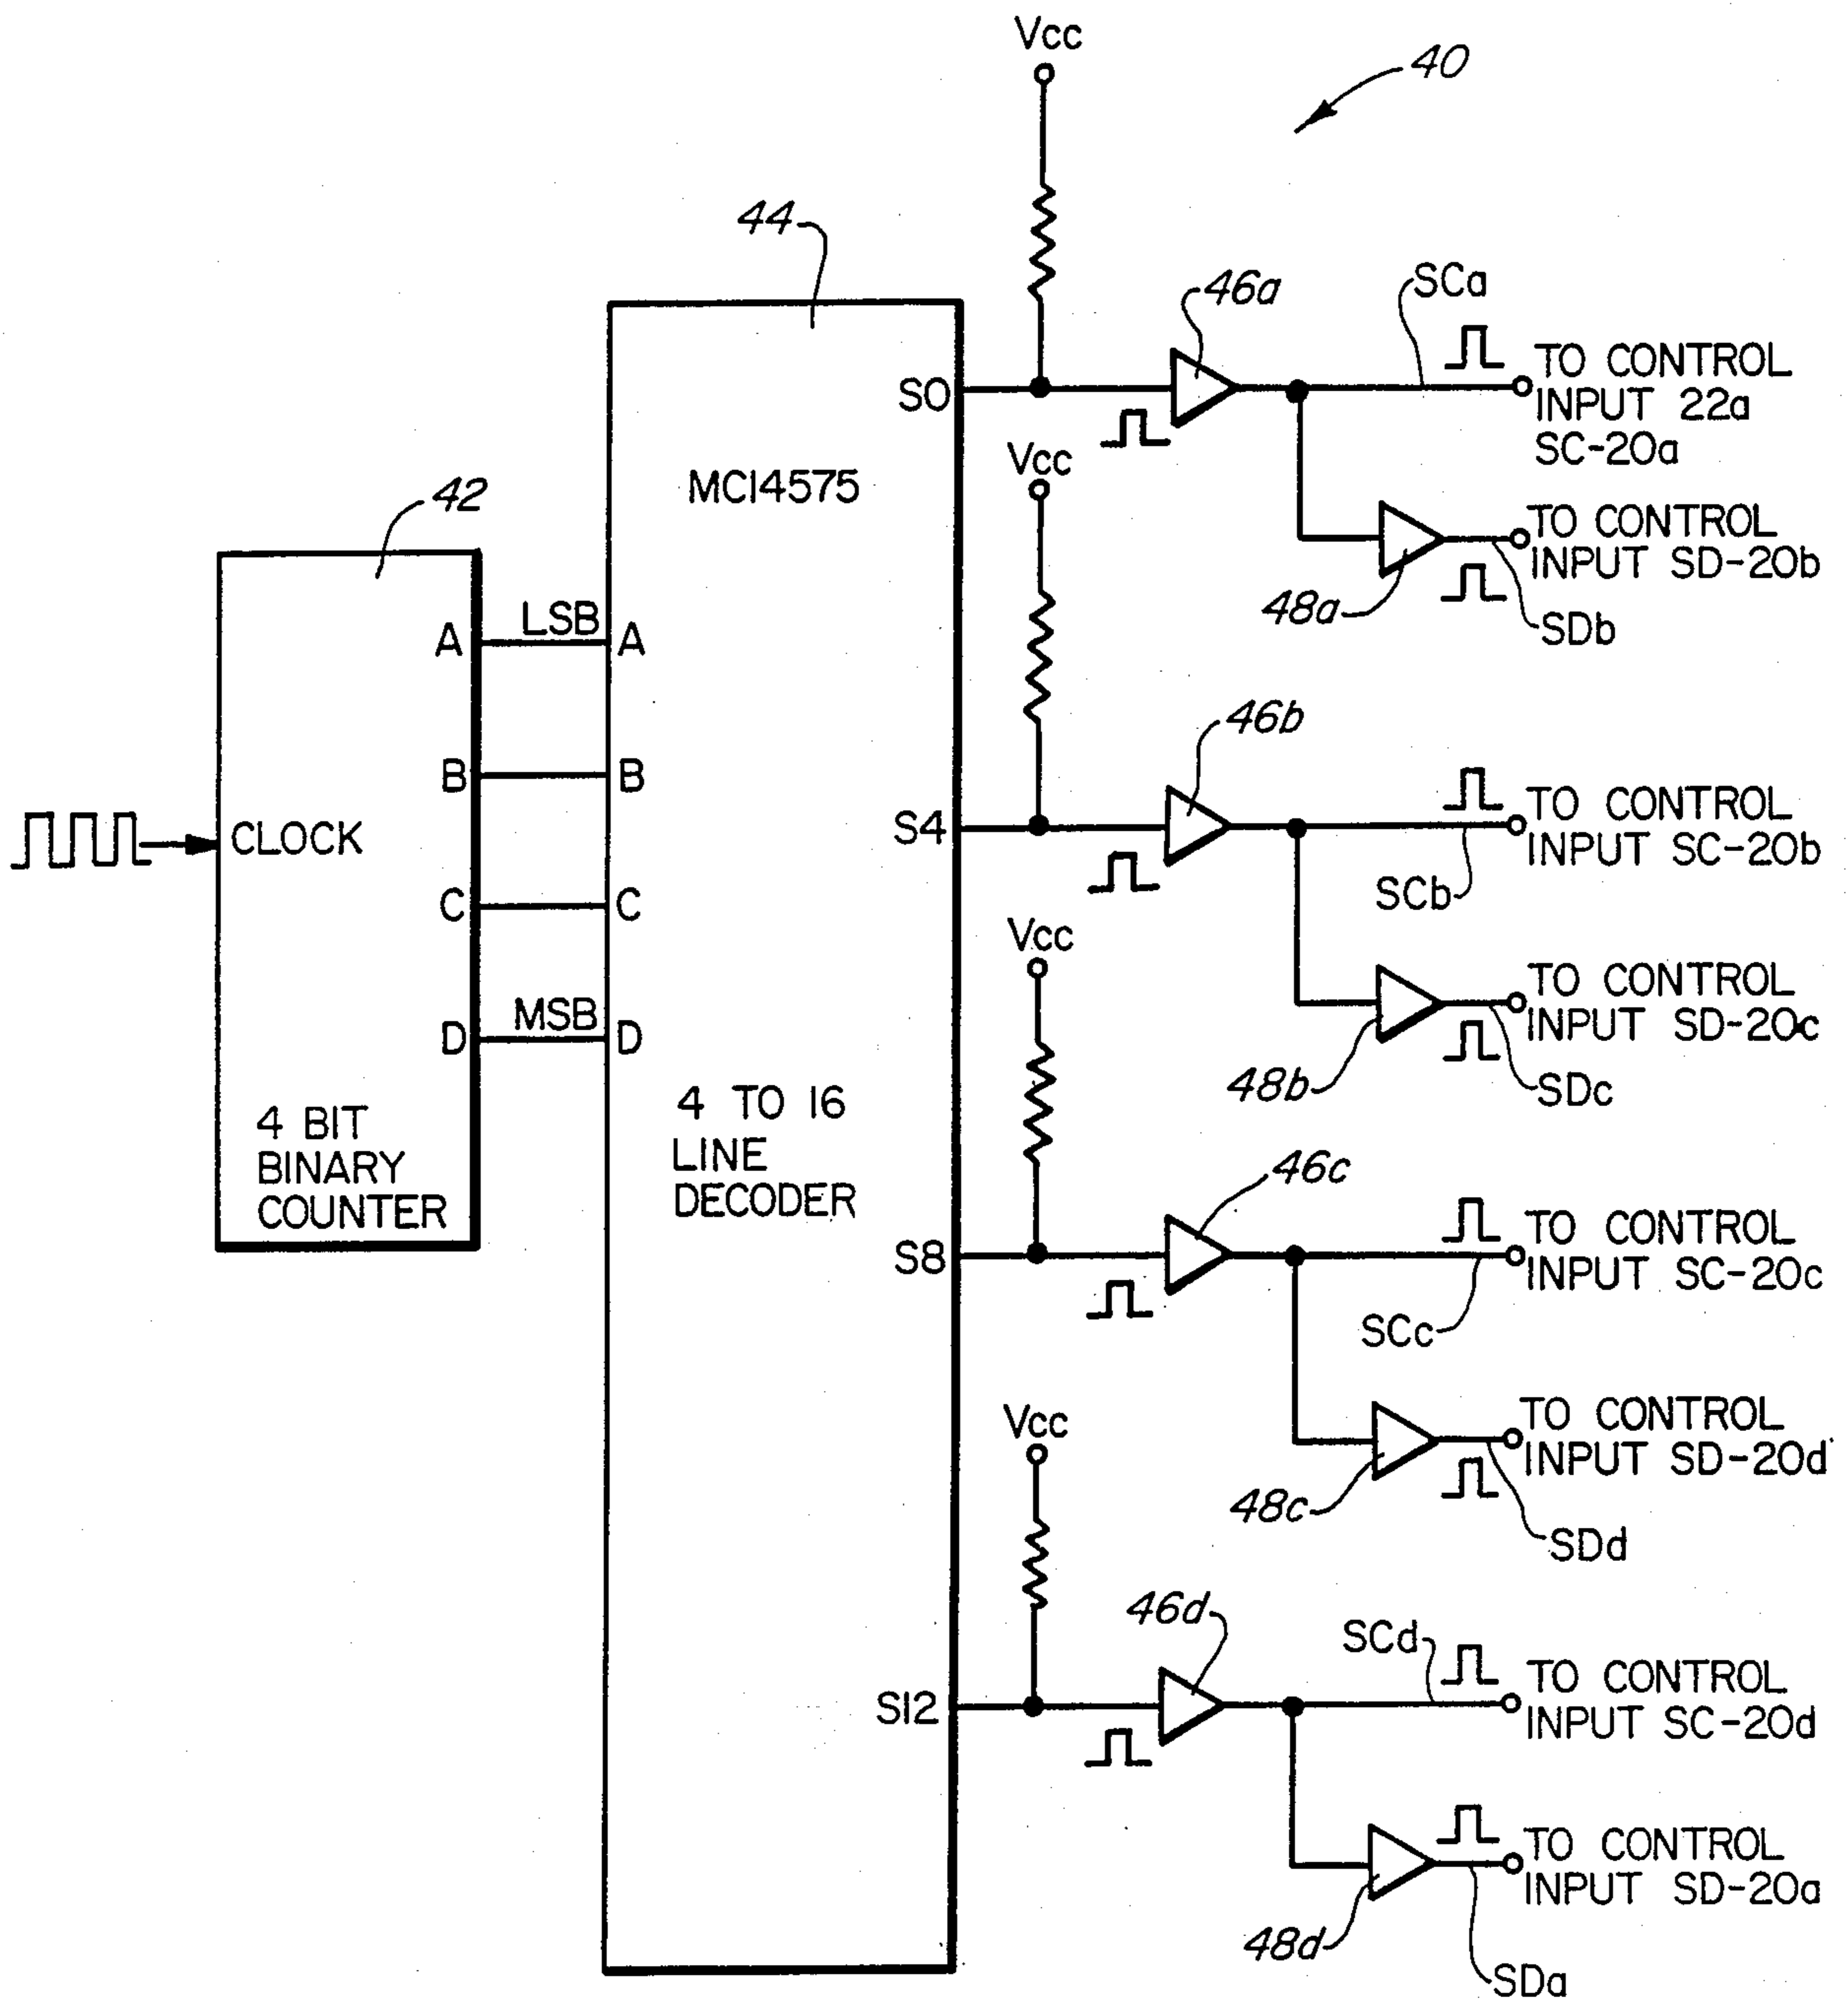 Vcc
40
44
46a
SCa
TO CONTROL
INPUT 22a
SC-20a
S0
MC14575
Vcc
42
TO CONTROL
INPUT SD-20b
48a
SDb
LSB
A
A
46b
B
B
CLOCK
S4
TO CONTROL
INPUT SC-20b
SCb
C
C
Vcc
TO CONTROL
INPUT SD-20c
MSB
D
D
48b
SDc
4 BIT
BINARY
COUNTER
4 TO 16
LINE
DECODER
46c
TO CONTROL
INPUT SC-20c
S8
SCc
Vcc
TO CONTROL
INPUT SD-20d
48c
SDd
46d
SCd
TO CONTROL
INPUT SC-20d
S12
TO CONTROL
INPUT SD-20a
48d
SDa